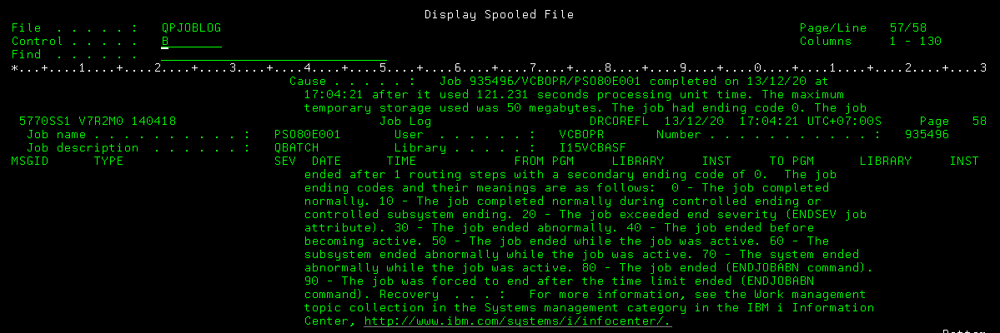 Display Spooled File
File  . . . . . :   QPJOBLOG                                                                             Page/Line   57/58
Control . . . . .   B                                                                                    Columns     1 - 130
Find  . . . . . .
*...+....1....+....2....+....3....+....4....+....5....+....6....+....7....+....8....+....9....+....0....+....1....+....2....+....3
Cause . . . . . :   Job 935496/VCBOPR/PSO80E001 completed on 13/12/20 at
17:04:21 after it used 121.231 seconds processing unit time. The maximum
temporary storage used was 50 megabytes. The job had ending code 0. The job
5770SS1 V7R2M0 140418                           Job Log                        DRCOREFL  13/12/20  17:04:21 UTC+07:00S     Page   58
Job name . . . . . . . . . . . :   PSO80E001       User  . . . . . . :   VCBOPR       Number . . . . . . . . . . . . :   935496
Job description  . . . . . . :   QBATCH          Library . . . . . :   I15VCBASF
MSGID      TYPE                    SEV  DATE      TIME             FROM PGM     LIBRARY     INST     TO PGM      LIBRARY     INST
ended after 1 routing steps with a secondary ending code of 0.  The job
ending codes and their meanings are as follows:  0 - The job completed
normally. 10 - The job completed normally during controlled ending or
controlled subsystem ending. 20 - The job exceeded end severity (ENDSEV job
attribute). 30 - The job ended abnormally. 40 - The job ended before
becoming active. 50 - The job ended while the job was active. 60 - The
subsystem ended abnormally while the job was active. 70 - The system ended
abnormally while the job was active. 80 - The job ended (ENDJOBABN command).
90 - The job was forced to end after the time limit ended (ENDJOBABN
command). Recovery  . . . :   For more information, see the Work management
topic collection in the Systems management category in the IBM i Information
Center, http://www.ibm.com/systems/i/infocenter/.